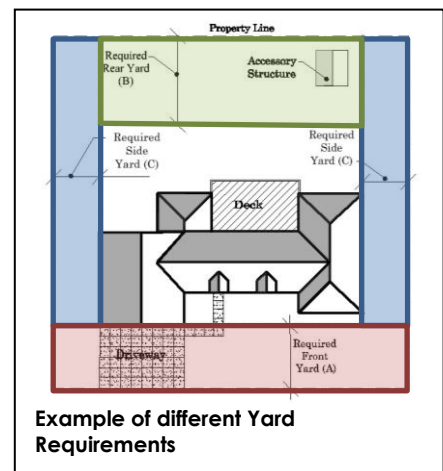 Property Line
Required
Rear Yard
(B)
Accessory
Structure
Required
Side
Yard (C)
Required
Side
Yard (C)
Deck
Driveway
Required
Front
Yard (A)
Example of different Yard
Requirements